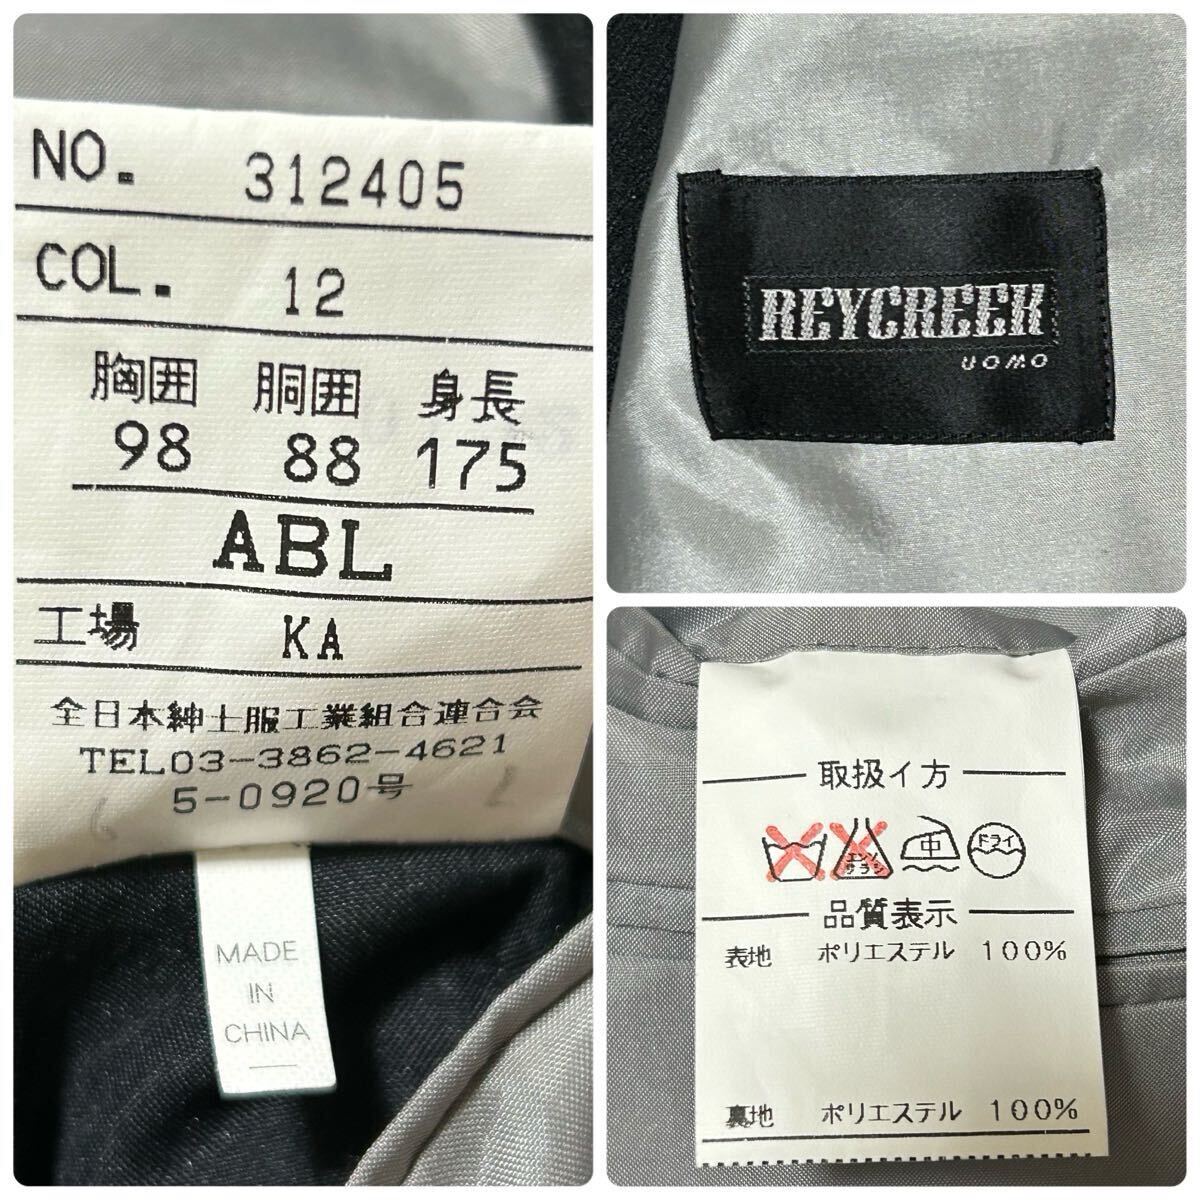 NO. 312405
COL. 12
胸囲 胴囲 身長
98 88 175
ABL
工場 KA
全日本紳士服工業組合連合会
TEL03-3862-4621
5-0920号
MADE
IN
CHINA
REYCREEK
UOMO
取扱イ方
エンソ
サラシ
中
ドライ
品質表示
表地 ポリエステル 100%
裏地 ポリエステル 100%